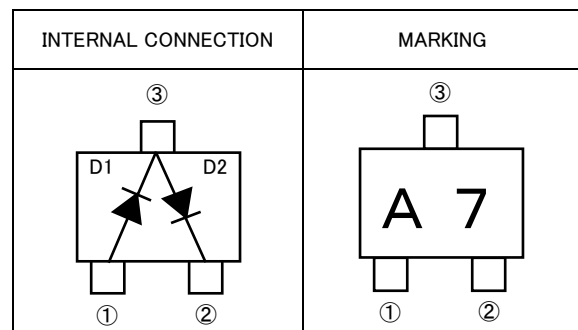 INTERNAL CONNECTION
MARKING
③
D1 D2
① ②
③
A 7
① ②